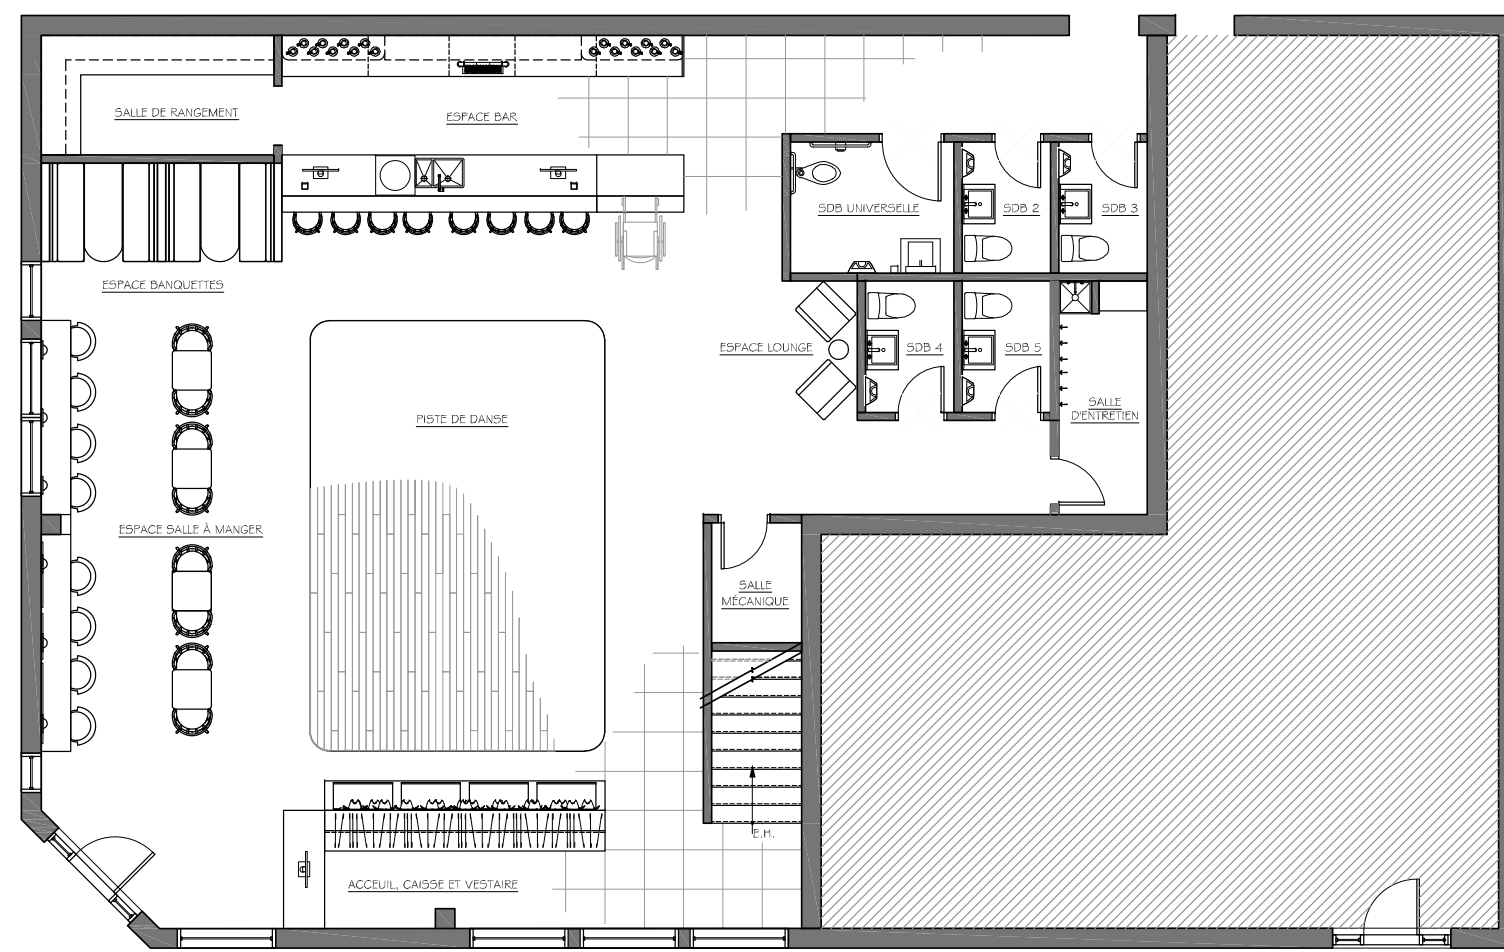 SALLE DE RANGEMENT
ESPACE BAR
SDB UNIVERSELLE
SDB 2
SDB 3
ESPACE BANQUETTES
ESPACE LOUNGE
SDB 4
SDB 5
SALLE
D'ENTRETIEN
PISTE DE DANSE
ESPACE SALLE À MANGER
SALLE
MÉCANIQUE
E.H.
ACCEUIL, CAISSE ET VESTAIRE